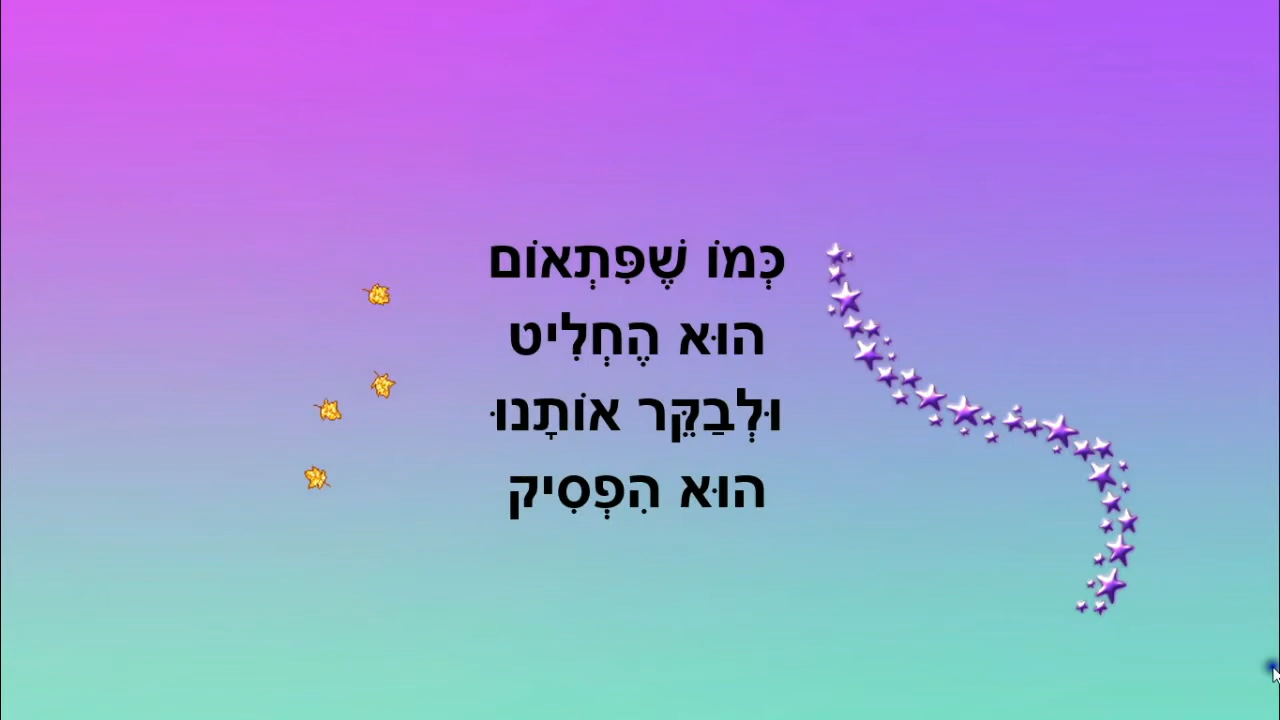 כְּמוֹ שֶׁפִּתְאוֹם
הוּא הֶחְלִיט
וּלְבַקֵּר אוֹתָנוּ
הוּא הִפְסִיק